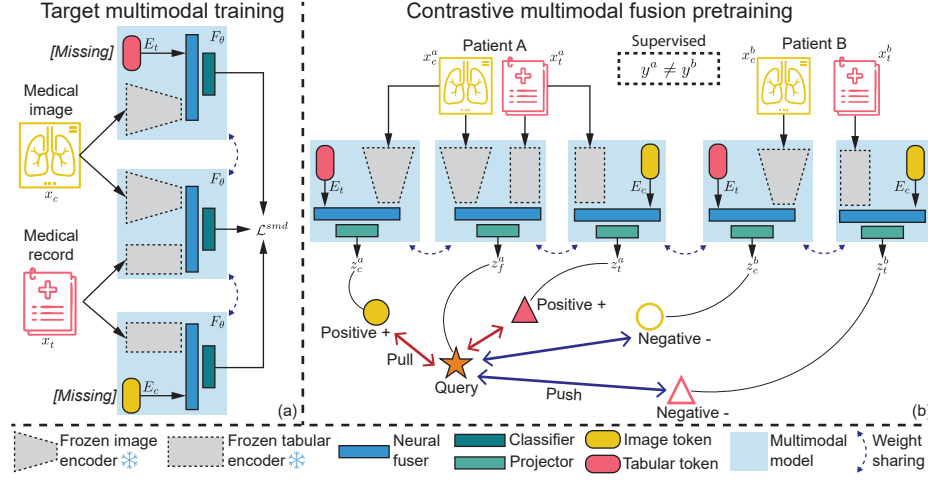 Target multimodal training
[Missing]
E_t
F_θ
Medical
image
x_c
F_θ
L^{smd}
Medical
record
x_t
F_θ
[Missing]
E_c
(a)
Contrastive multimodal fusion pretraining
Patient A
x_c^a
x_t^a
Supervised
y^a ≠ y^b
Patient B
x_c^b
x_t^b
E_t
E_c
E_t
E_c
z_c^a
z_f^a
z_t^a
z_c^b
z_t^b
Positive +
Positive +
Negative -
Pull
Query
Push
Negative -
(b)
Frozen image
encoder
Frozen tabular
encoder
Neural
fuser
Classifier
Projector
Image token
Tabular token
Multimodal
model
Weight
sharing